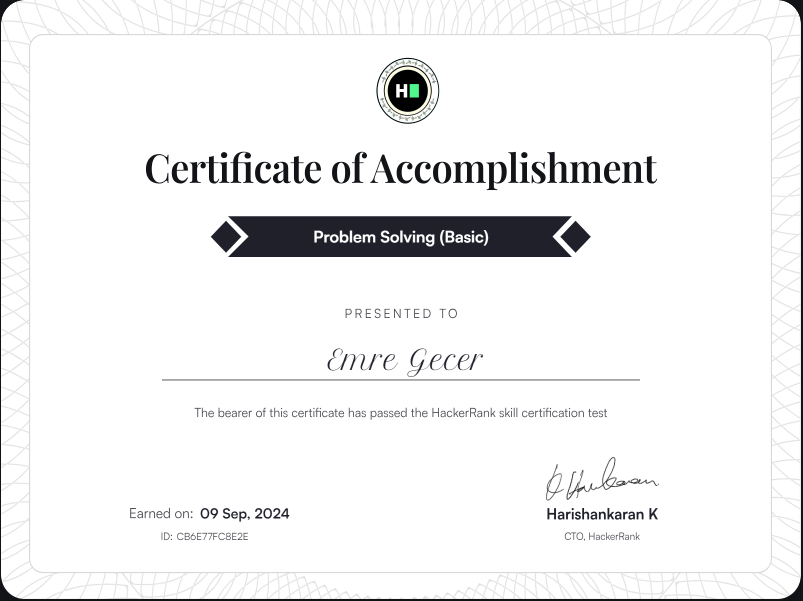 H
Certificate of Accomplishment
Problem Solving (Basic)
PRESENTED TO
Emre Gecer
The bearer of this certificate has passed the HackerRank skill certification test
Earned on: 09 Sep, 2024
ID: CB6E77FC8E2E
Harishankaran K
CTO, HackerRank